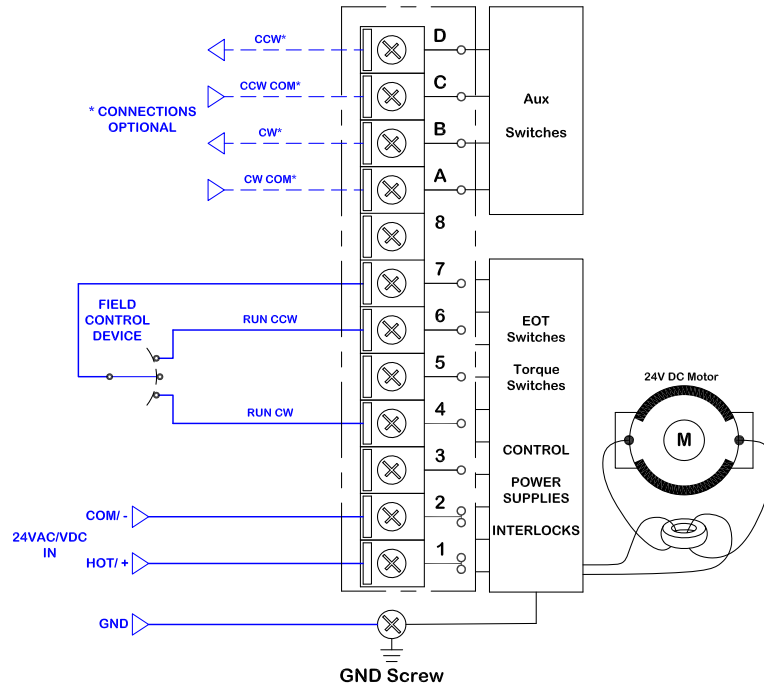 CCW*
D
CCW COM*
C
* CONNECTIONS
OPTIONAL
CW*
B
CW COM*
A
Aux
Switches
8
7
FIELD
CONTROL
DEVICE
RUN CCW
6
5
RUN CW
4
3
EOT
Switches
Torque
Switches
CONTROL
POWER
SUPPLIES
INTERLOCKS
24V DC Motor
M
24VAC/VDC
IN
COM/ -
2
HOT/ +
1
GND
GND Screw